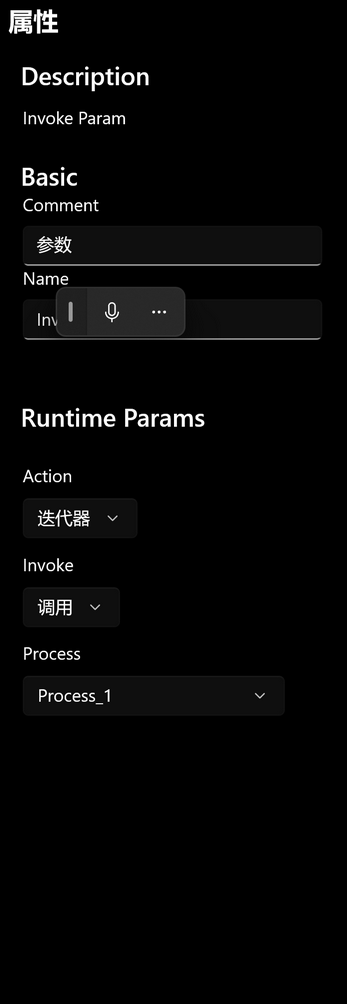 属性
Description
Invoke Param
Basic
Comment
参数
Name
Runtime Params
Action
迭代器
Invoke
调用
Process
Process_1